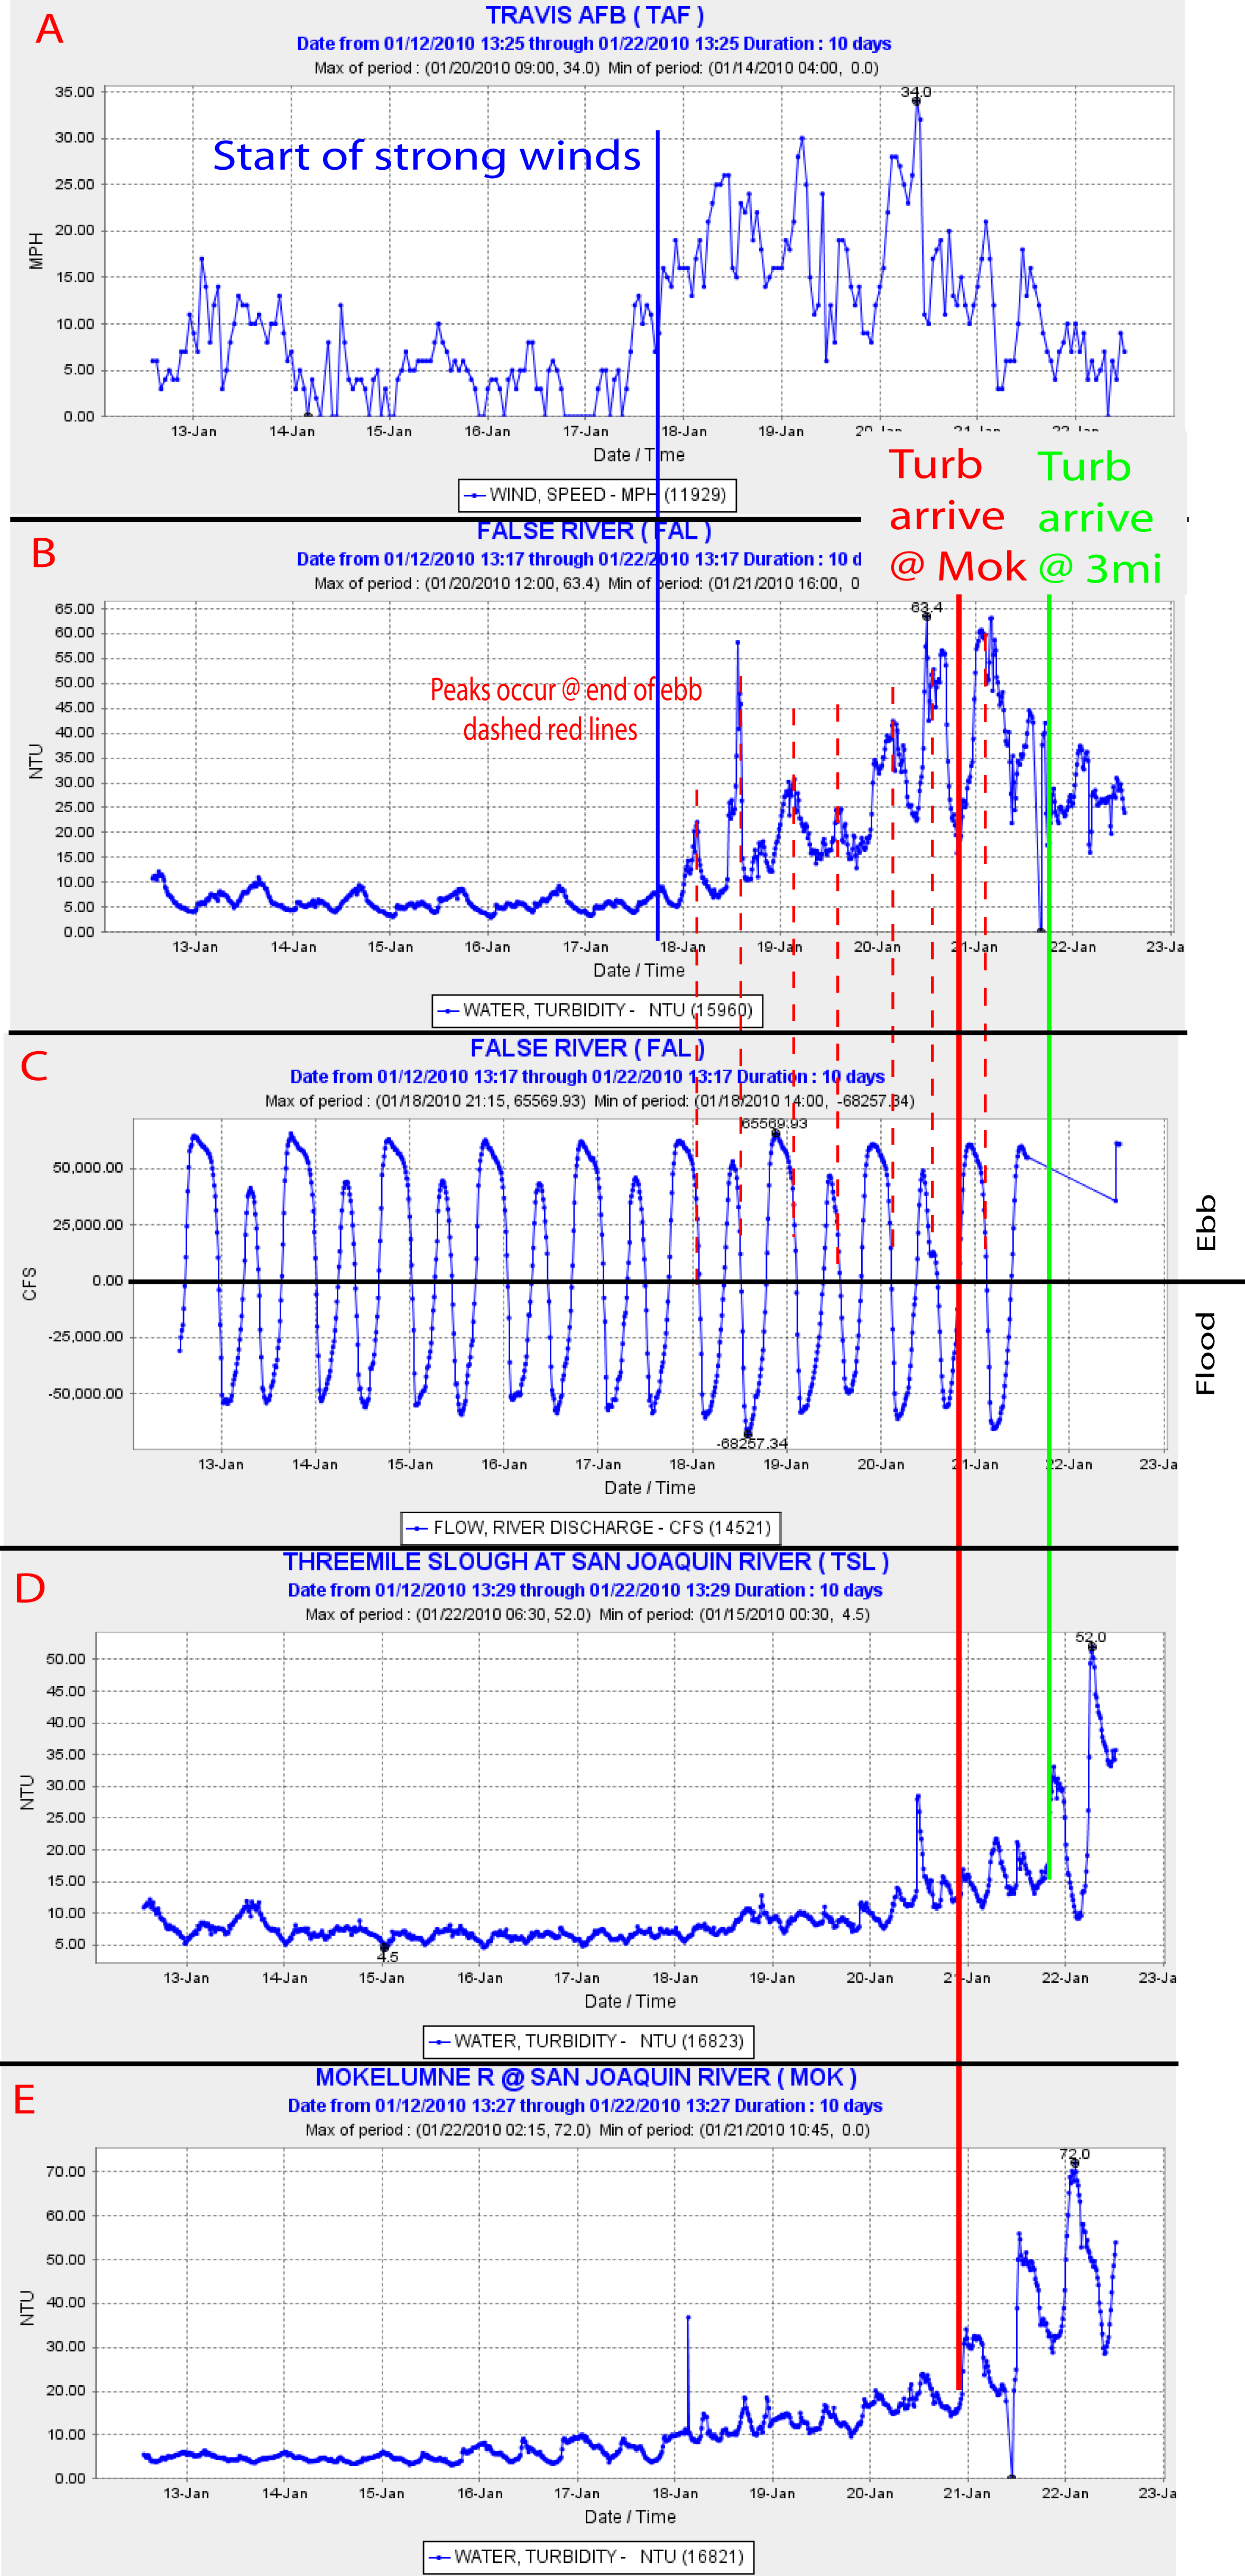 A
TRAVIS AFB ( TAF )
Date from 01/12/2010 13:25 through 01/22/2010 13:25 Duration : 10 days
Max of period : (01/20/2010 09:00, 34.0) Min of period: (01/14/2010 04:00, 0.0)
34.0
Start of strong winds
35.00
30.00
25.00
20.00
15.00
10.00
5.00
0.00
MPH
13-Jan 14-Jan 15-Jan 16-Jan 17-Jan 18-Jan 19-Jan
Date / Time
WIND, SPEED - MPH (11929)
Turb
arrive
@ Mok
Turb
arrive
@ 3mi
B
FALSE RIVER ( FAL )
Date from 01/12/2010 13:17 through 01/22/2010 13:17 Duration : 10 d
Max of period : (01/20/2010 12:00, 63.4) Min of period: (01/21/2010 16:00, 0
63.4
Peaks occur @ end of ebb
dashed red lines
65.00
60.00
55.00
50.00
45.00
40.00
35.00
30.00
25.00
20.00
15.00
10.00
5.00
0.00
NTU
13-Jan 14-Jan 15-Jan 16-Jan 17-Jan 18-Jan 19-Jan 20-Jan 21-Jan 22-Jan 23-Ja
Date / Time
WATER, TURBIDITY - NTU (15960)
C
FALSE RIVER ( FAL )
Date from 01/12/2010 13:17 through 01/22/2010 13:17 Duration : 10 days
Max of period : (01/18/2010 21:15, 65569.93) Min of period: (01/18/2010 14:00, -68257.34)
65569.93
50,000.00
25,000.00
0.00
-25,000.00
-50,000.00
CFS
Ebb
Flood
-68257.34
13-Jan 14-Jan 15-Jan 16-Jan 17-Jan 18-Jan 19-Jan 20-Jan 21-Jan 22-Jan 23-Ja
Date / Time
FLOW, RIVER DISCHARGE - CFS (14521)
D
THREEMILE SLOUGH AT SAN JOAQUIN RIVER ( TSL )
Date from 01/12/2010 13:29 through 01/22/2010 13:29 Duration : 10 days
Max of period : (01/22/2010 06:30, 52.0) Min of period: (01/15/2010 00:30, 4.5)
52.0
50.00
45.00
40.00
35.00
30.00
25.00
20.00
15.00
10.00
5.00
NTU
4.5
13-Jan 14-Jan 15-Jan 16-Jan 17-Jan 18-Jan 19-Jan 20-Jan 21-Jan 22-Jan 23-Ja
Date / Time
WATER, TURBIDITY - NTU (16823)
E
MOKELUMNE R @ SAN JOAQUIN RIVER ( MOK )
Date from 01/12/2010 13:27 through 01/22/2010 13:27 Duration : 10 days
Max of period : (01/22/2010 02:15, 72.0) Min of period: (01/21/2010 10:45, 0.0)
72.0
70.00
60.00
50.00
40.00
30.00
20.00
10.00
0.00
NTU
13-Jan 14-Jan 15-Jan 16-Jan 17-Jan 18-Jan 19-Jan 20-Jan 21-Jan 22-Jan 23-Ja
Date / Time
WATER, TURBIDITY - NTU (16821)